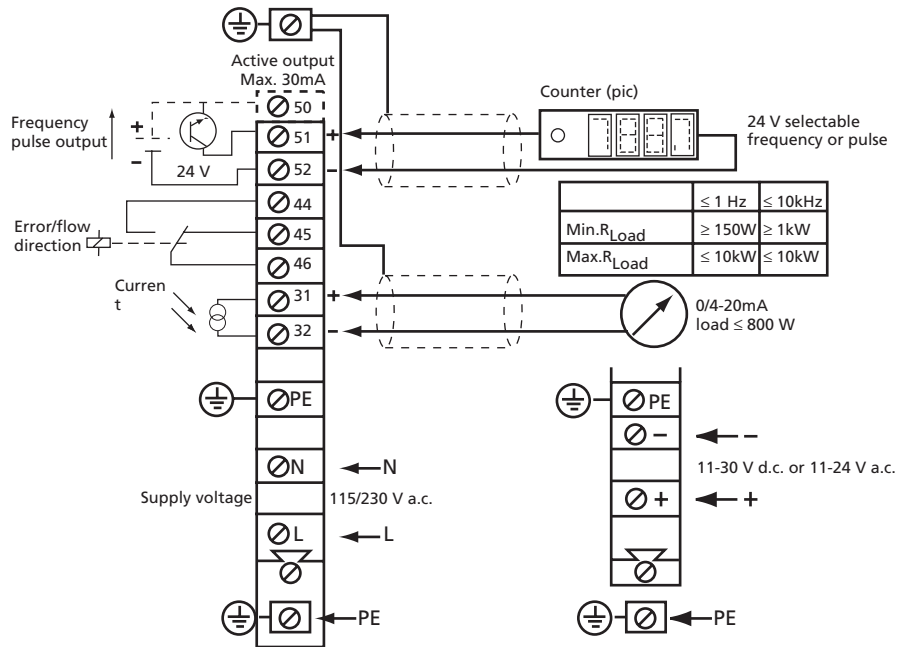 Active output
Max. 30mA
50
Frequency
pulse output
+
−
24 V
51
+
52
−
Counter (pic)
24 V selectable
frequency or pulse
≤ 1 Hz
≤ 10kHz
Min.RLoad
≥ 150W
≥ 1kW
Max.RLoad
≤ 10kW
≤ 10kW
44
Error/flow
direction
45
46
Curren
t
31
+
32
−
0/4-20mA
load ≤ 800 W
PE
N
N
Supply voltage
115/230 V a.c.
L
L
PE
PE
−
−
11-30 V d.c. or 11-24 V a.c.
+
+
PE